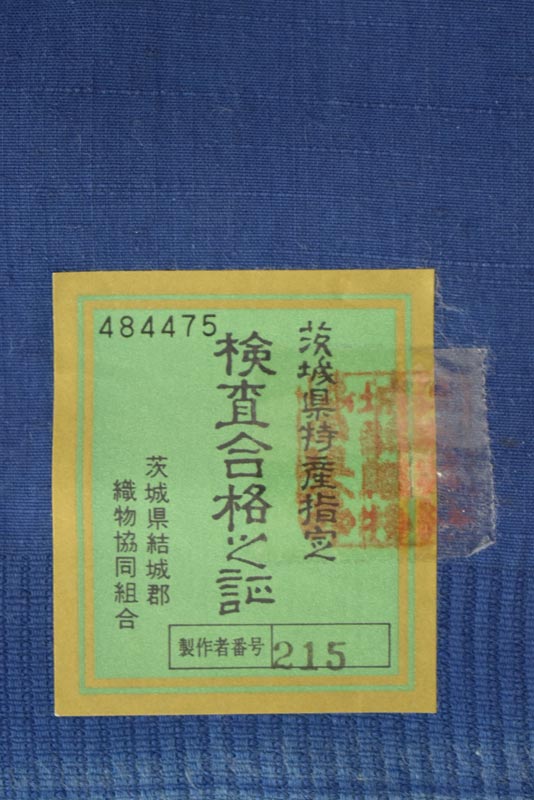 484475
茨城県特産指定
検査合格之証
茨城県結城郡
織物協同組合
製作者番号
215